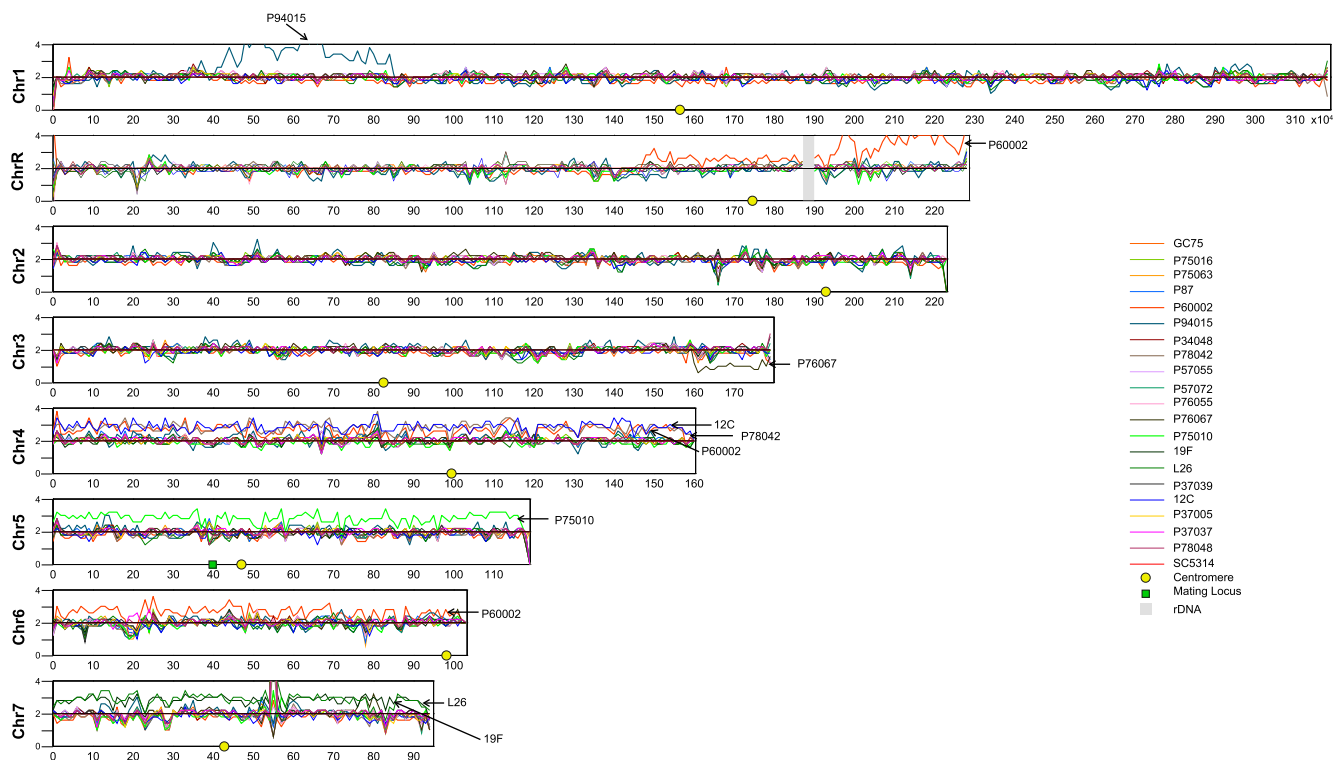 P94015
Chr1
4
2
0
0 10 20 30 40 50 60 70 80 90 100 110 120 130 140 150 160 170 180 190 200 210 220 230 240 250 260 270 280 290 300 310 x10⁴
ChrR
4
2
0
P60002
0 10 20 30 40 50 60 70 80 90 100 110 120 130 140 150 160 170 180 190 200 210 220
Chr2
4
2
0
0 10 20 30 40 50 60 70 80 90 100 110 120 130 140 150 160 170 180 190 200 210 220
Chr3
4
2
0
P76067
0 10 20 30 40 50 60 70 80 90 100 110 120 130 140 150 160 170
Chr4
4
2
0
12C
P78042
P60002
0 10 20 30 40 50 60 70 80 90 100 110 120 130 140 150 160
Chr5
4
2
0
P75010
0 10 20 30 40 50 60 70 80 90 100 110
Chr6
4
2
0
P60002
0 10 20 30 40 50 60 70 80 90 100
Chr7
4
2
0
L26
19F
0 10 20 30 40 50 60 70 80 90
GC75
P75016
P75063
P87
P60002
P94015
P34048
P78042
P57055
P57072
P76055
P76067
P75010
19F
L26
P37039
12C
P37005
P37037
P78048
SC5314
Centromere
Mating Locus
rDNA